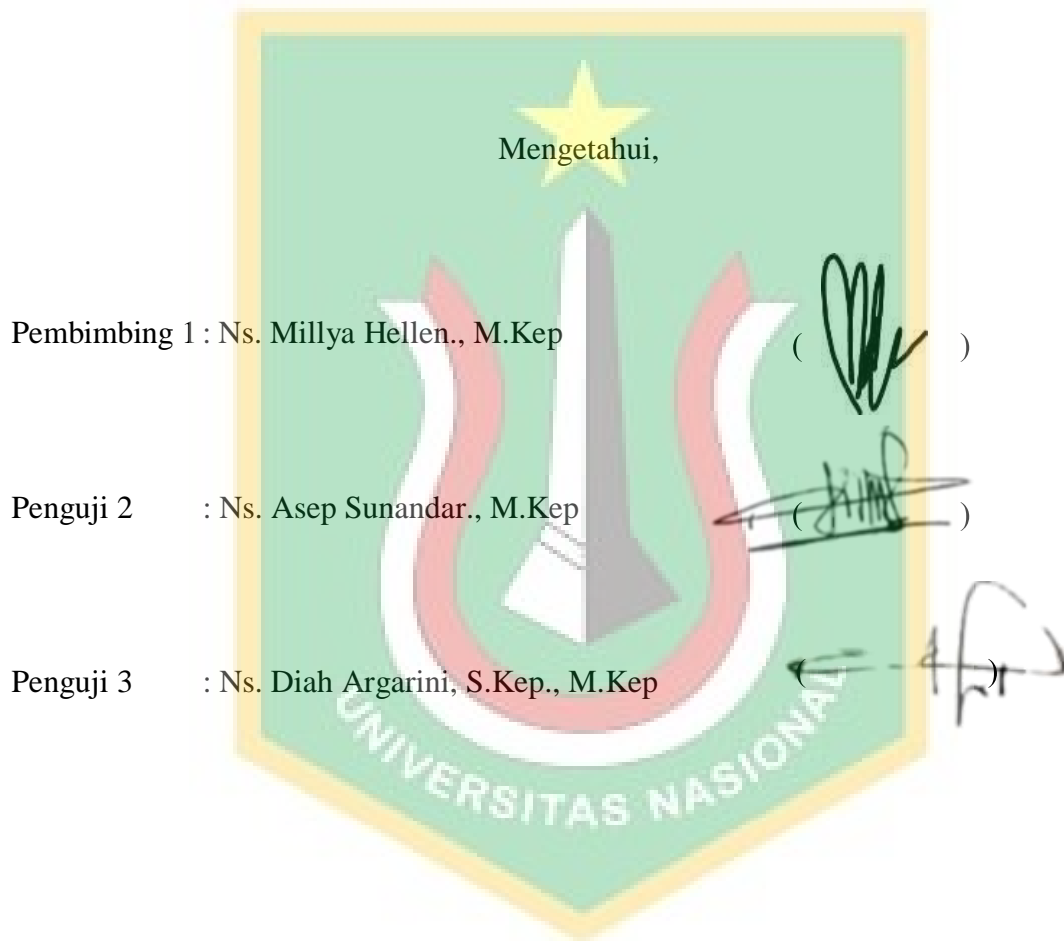 Mengetahui,
Pembimbing 1 : Ns. Millya Hellen., M.Kep ( )
Penguji 2 : Ns. Asep Sunandar., M.Kep ( )
Penguji 3 : Ns. Diah Argarini, S.Kep., M.Kep ( )
UNIVERSITAS NASIONAL